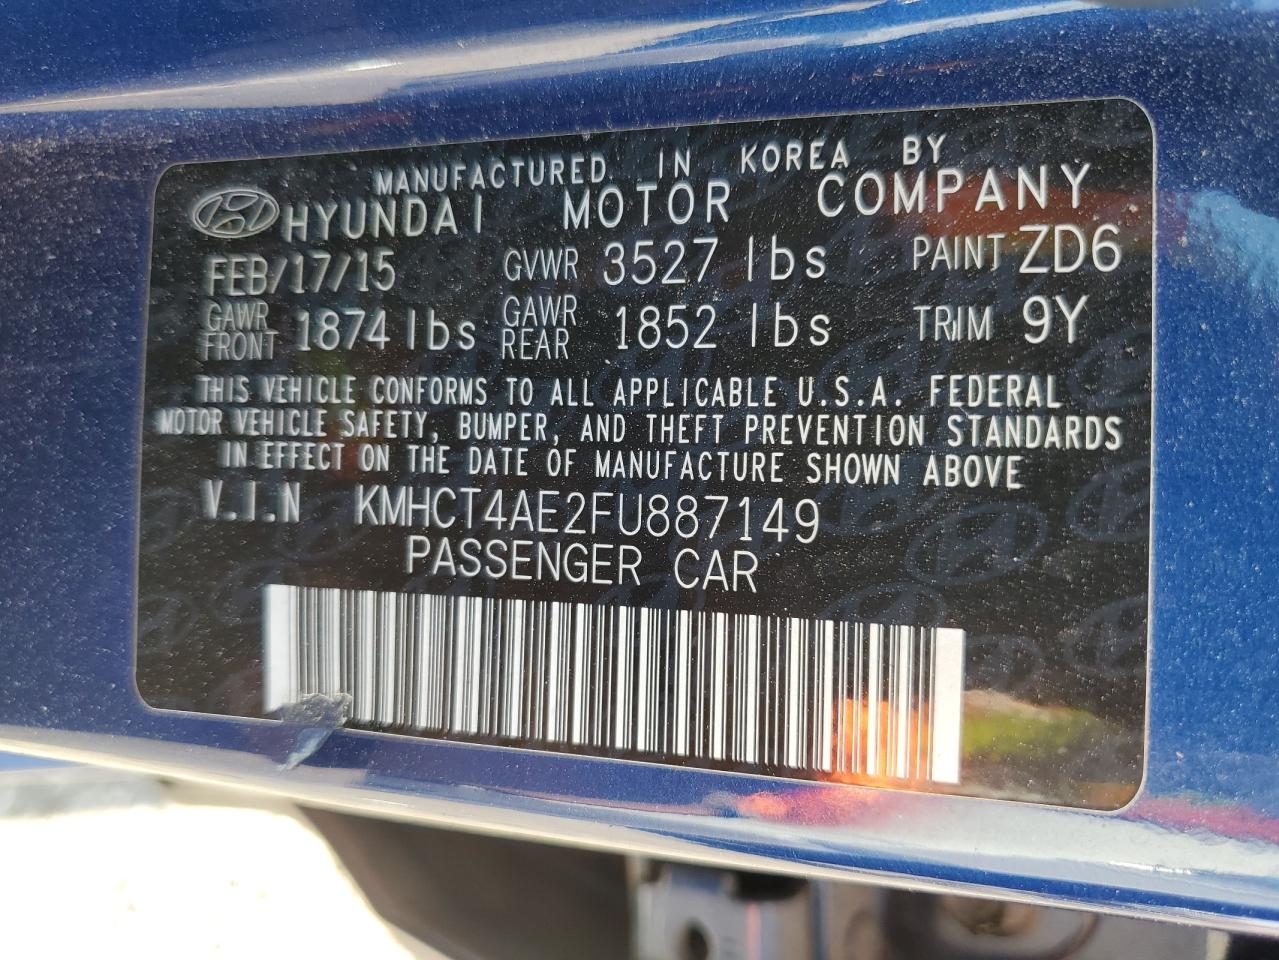 MANUFACTURED IN KOREA BY
HYUNDAI MOTOR COMPANY
FEB/17/15 GVWR 3527 lbs PAINT ZD6
GAWR FRONT 1874 lbs GAWR REAR 1852 lbs TRIM 9Y
THIS VEHICLE CONFORMS TO ALL APPLICABLE U.S.A. FEDERAL
MOTOR VEHICLE SAFETY, BUMPER, AND THEFT PREVENTION STANDARDS
IN EFFECT ON THE DATE OF MANUFACTURE SHOWN ABOVE
V.I.N KMHCT4AE2FU887149
PASSENGER CAR